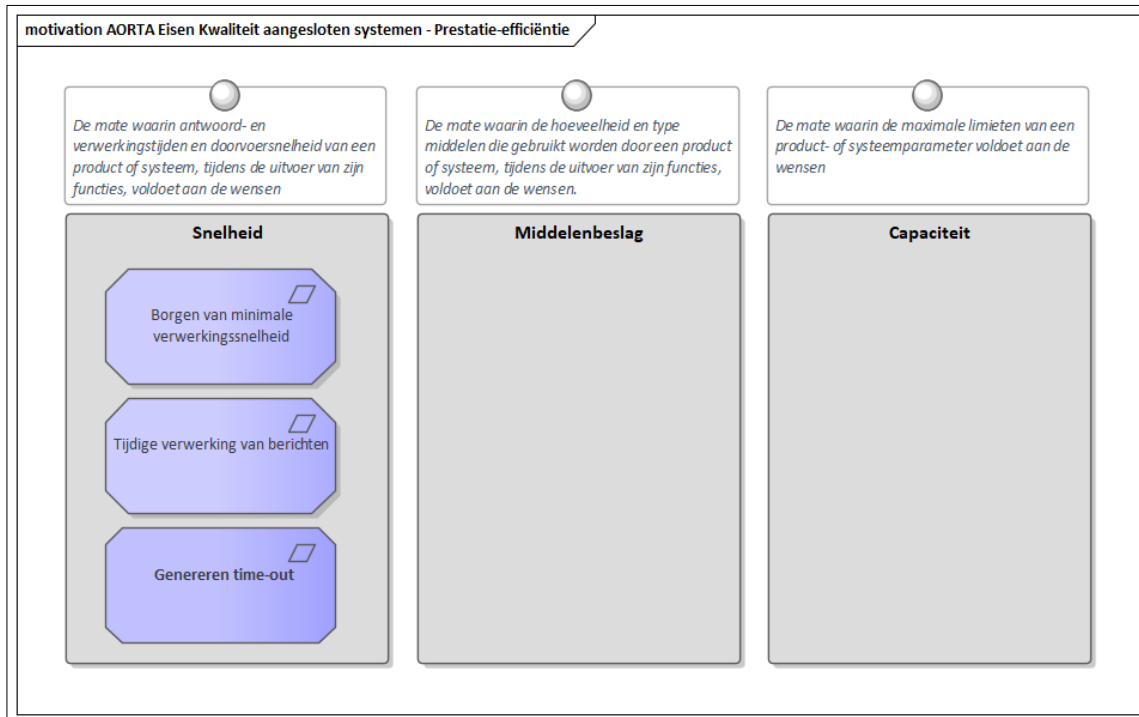 motivation AORTA Eisen Kwaliteit aangesloten systemen - Prestatie-efficiëntie
De mate waarin antwoord- en
verwerkingstijden en doorvoersnelheid van een
product of systeem, tijdens de uitvoer van zijn
functies, voldoet aan de wensen
De mate waarin de hoeveelheid en type
middelen die gebruikt worden door een product
of systeem, tijdens de uitvoer van zijn functies,
voldoet aan de wensen.
De mate waarin de maximale limieten van een
product- of systeemparameter voldoet aan de
wensen
Snelheid
Borgen van minimale
verwerkingssnelheid
Tijdige verwerking van berichten
Genereren time-out
Middelenbeslag
Capaciteit